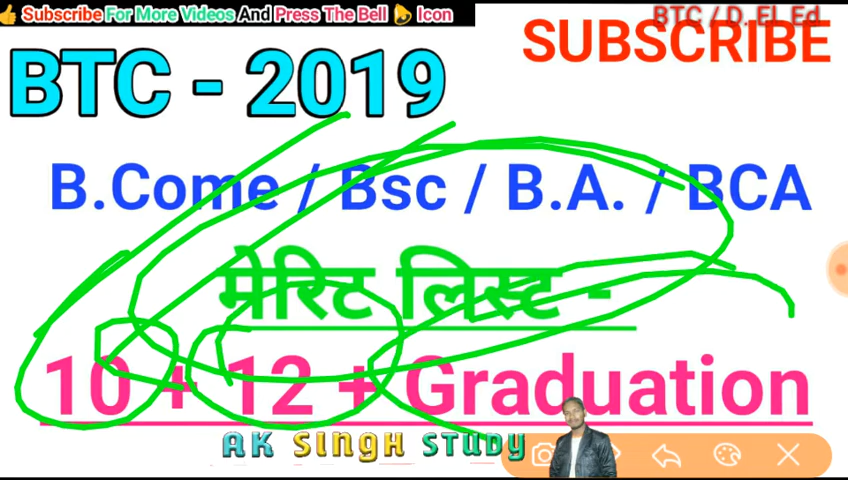 👍 Subscribe For More Videos And Press The Bell 🔔 Icon
BTC / D. El. Ed
SUBSCRIBE
BTC - 2019
B.Come / Bsc / B.A. / BCA
मेरिट लिस्ट -
10 + 12 + Graduation
AK SINGH STUDY